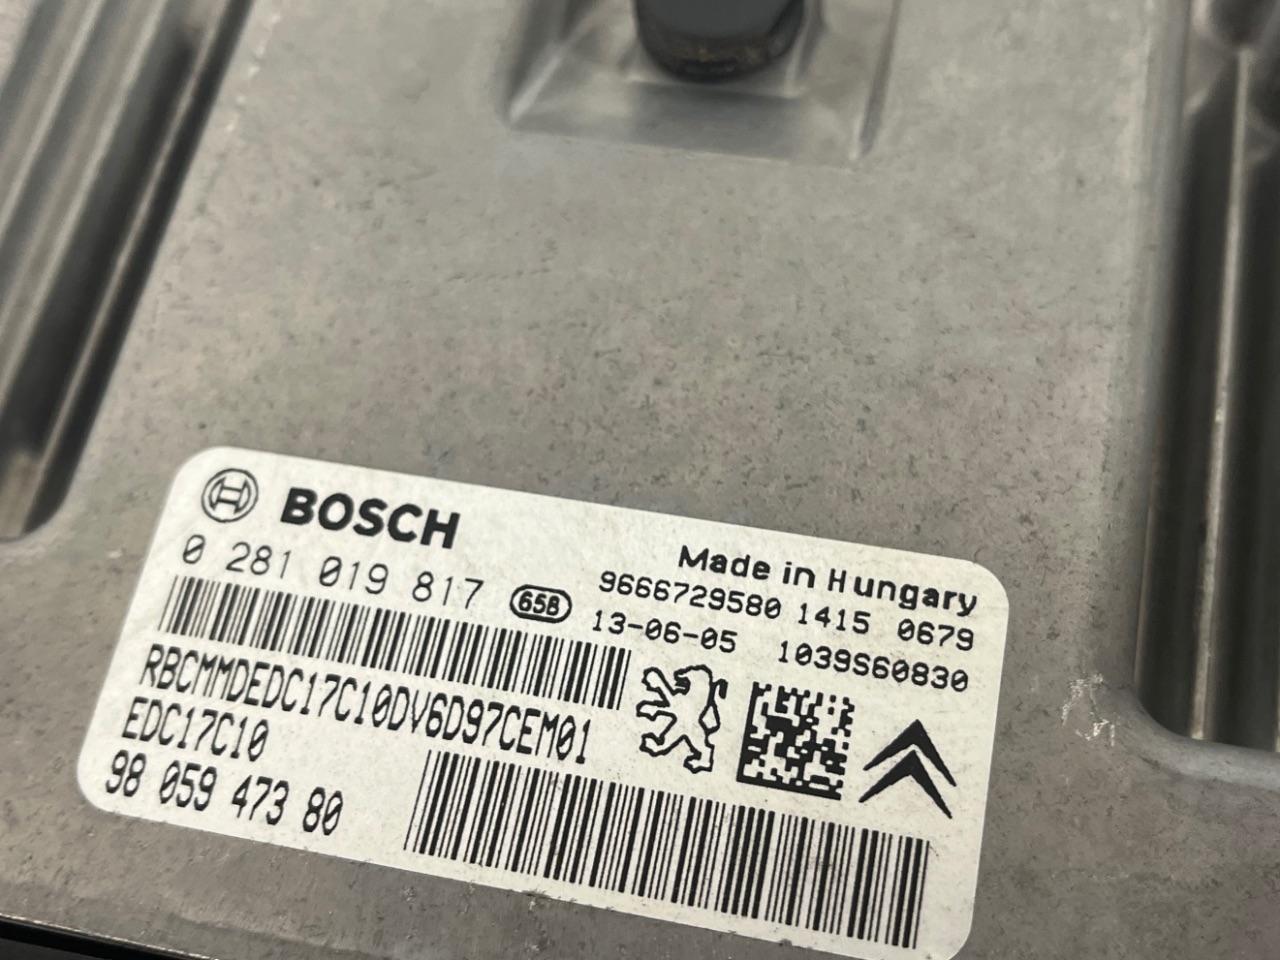 BOSCH
Made in Hungary
0 281 019 817 65B 9666729580 1415 0679
13-06-05 1039S60830
RBCMMDEDC17C10DV6D97CEM01
EDC17C10
98 059 473 80